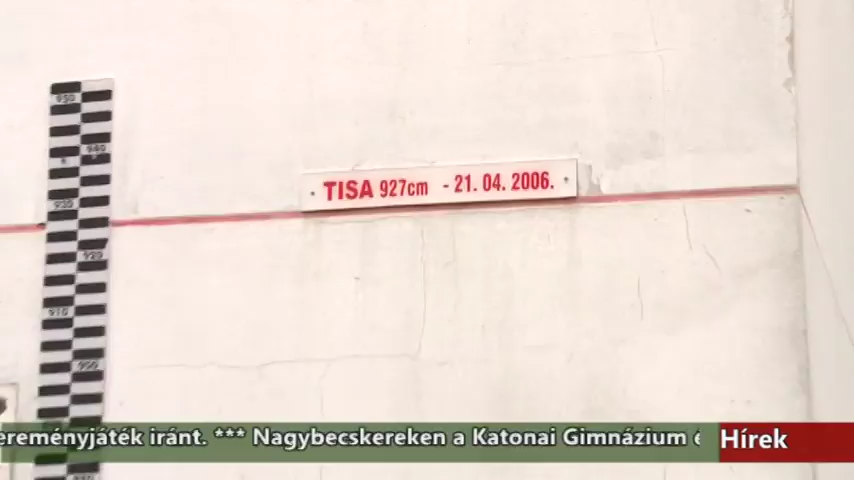 950
940
930
TISA 927cm - 21. 04. 2006.
920
910
900
ereményjáték iránt. *** Nagybecskereken a Katonai Gimnázium é
Hírek